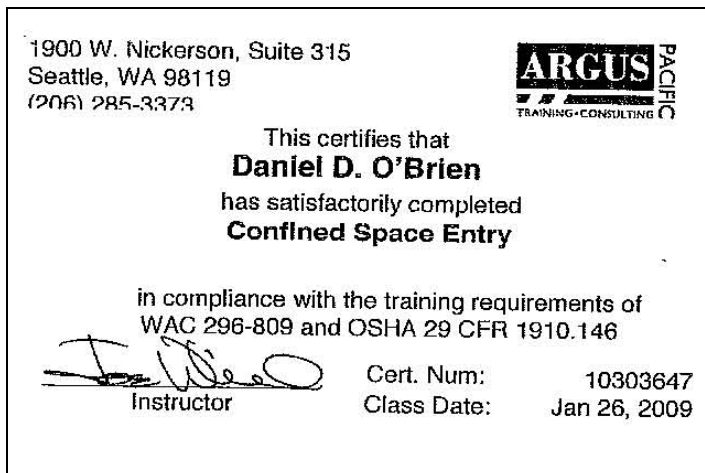 1900 W. Nickerson, Suite 315
Seattle, WA 98119
(206) 285-3373
ARGUS
PACIFIC
TRAINING•CONSULTING
This certifies that
Daniel D. O'Brien
has satisfactorily completed
Confined Space Entry
in compliance with the training requirements of
WAC 296-809 and OSHA 29 CFR 1910.146
Instructor
Cert. Num: 10303647
Class Date: Jan 26, 2009